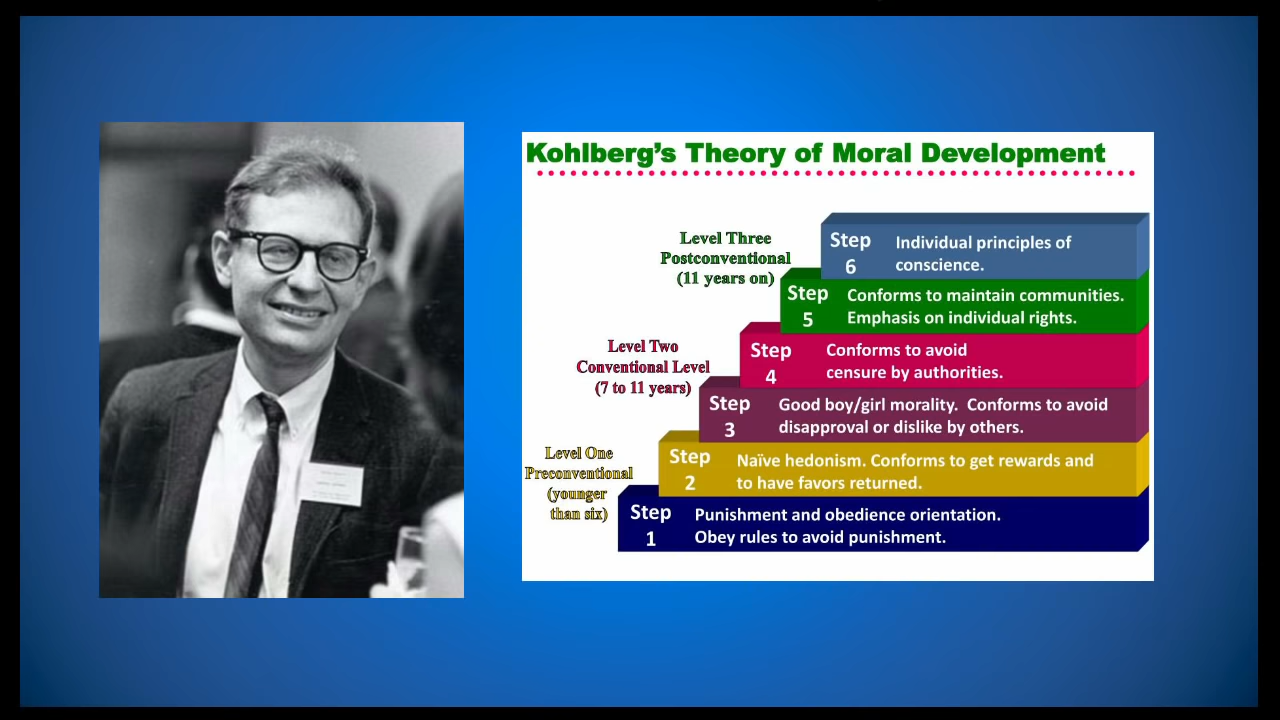 Kohlberg's Theory of Moral Development
Level Three
Postconventional
(11 years on)
Step
6
Individual principles of
conscience.
Step
5
Conforms to maintain communities.
Emphasis on individual rights.
Level Two
Conventional Level
(7 to 11 years)
Step
4
Conforms to avoid
censure by authorities.
Step
3
Good boy/girl morality. Conforms to avoid
disapproval or dislike by others.
Level One
Preconventional
(younger
than six)
Step
2
Naïve hedonism. Conforms to get rewards and
to have favors returned.
Step
1
Punishment and obedience orientation.
Obey rules to avoid punishment.